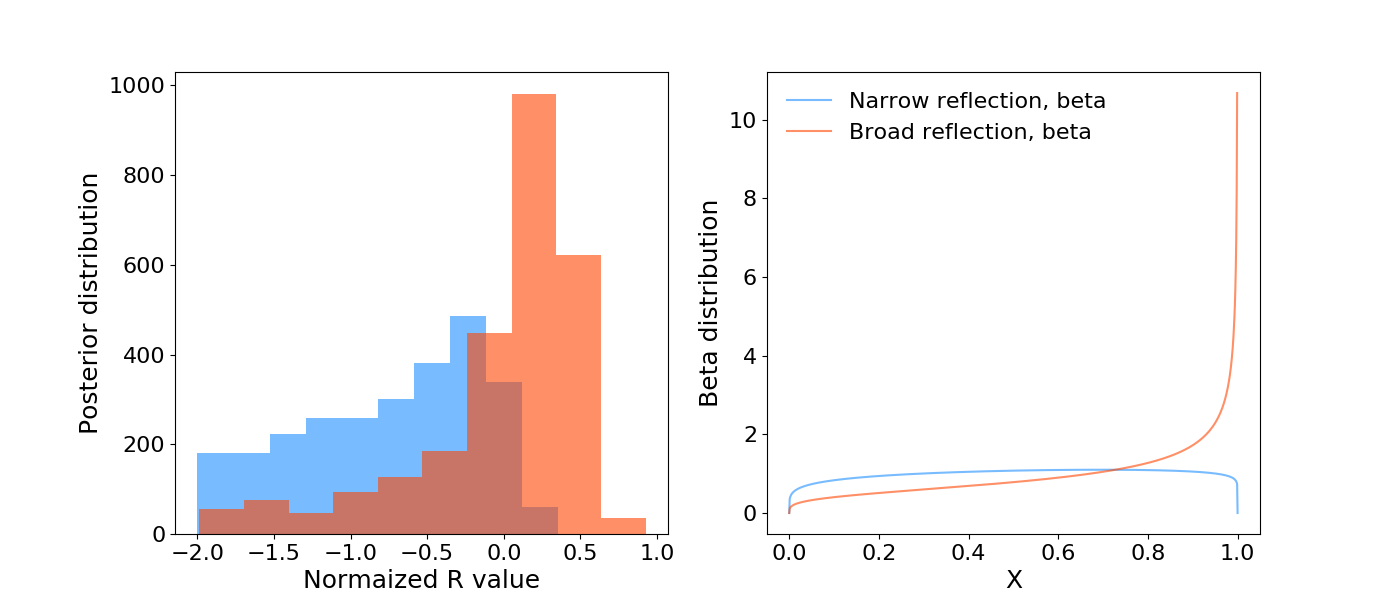 1000
800
600
400
200
0
−2.0 −1.5 −1.0 −0.5 0.0 0.5 1.0
Normaized R value
Posterior distribution
Narrow reflection, beta
Broad reflection, beta
10
8
6
4
2
0
0.0 0.2 0.4 0.6 0.8 1.0
X
Beta distribution